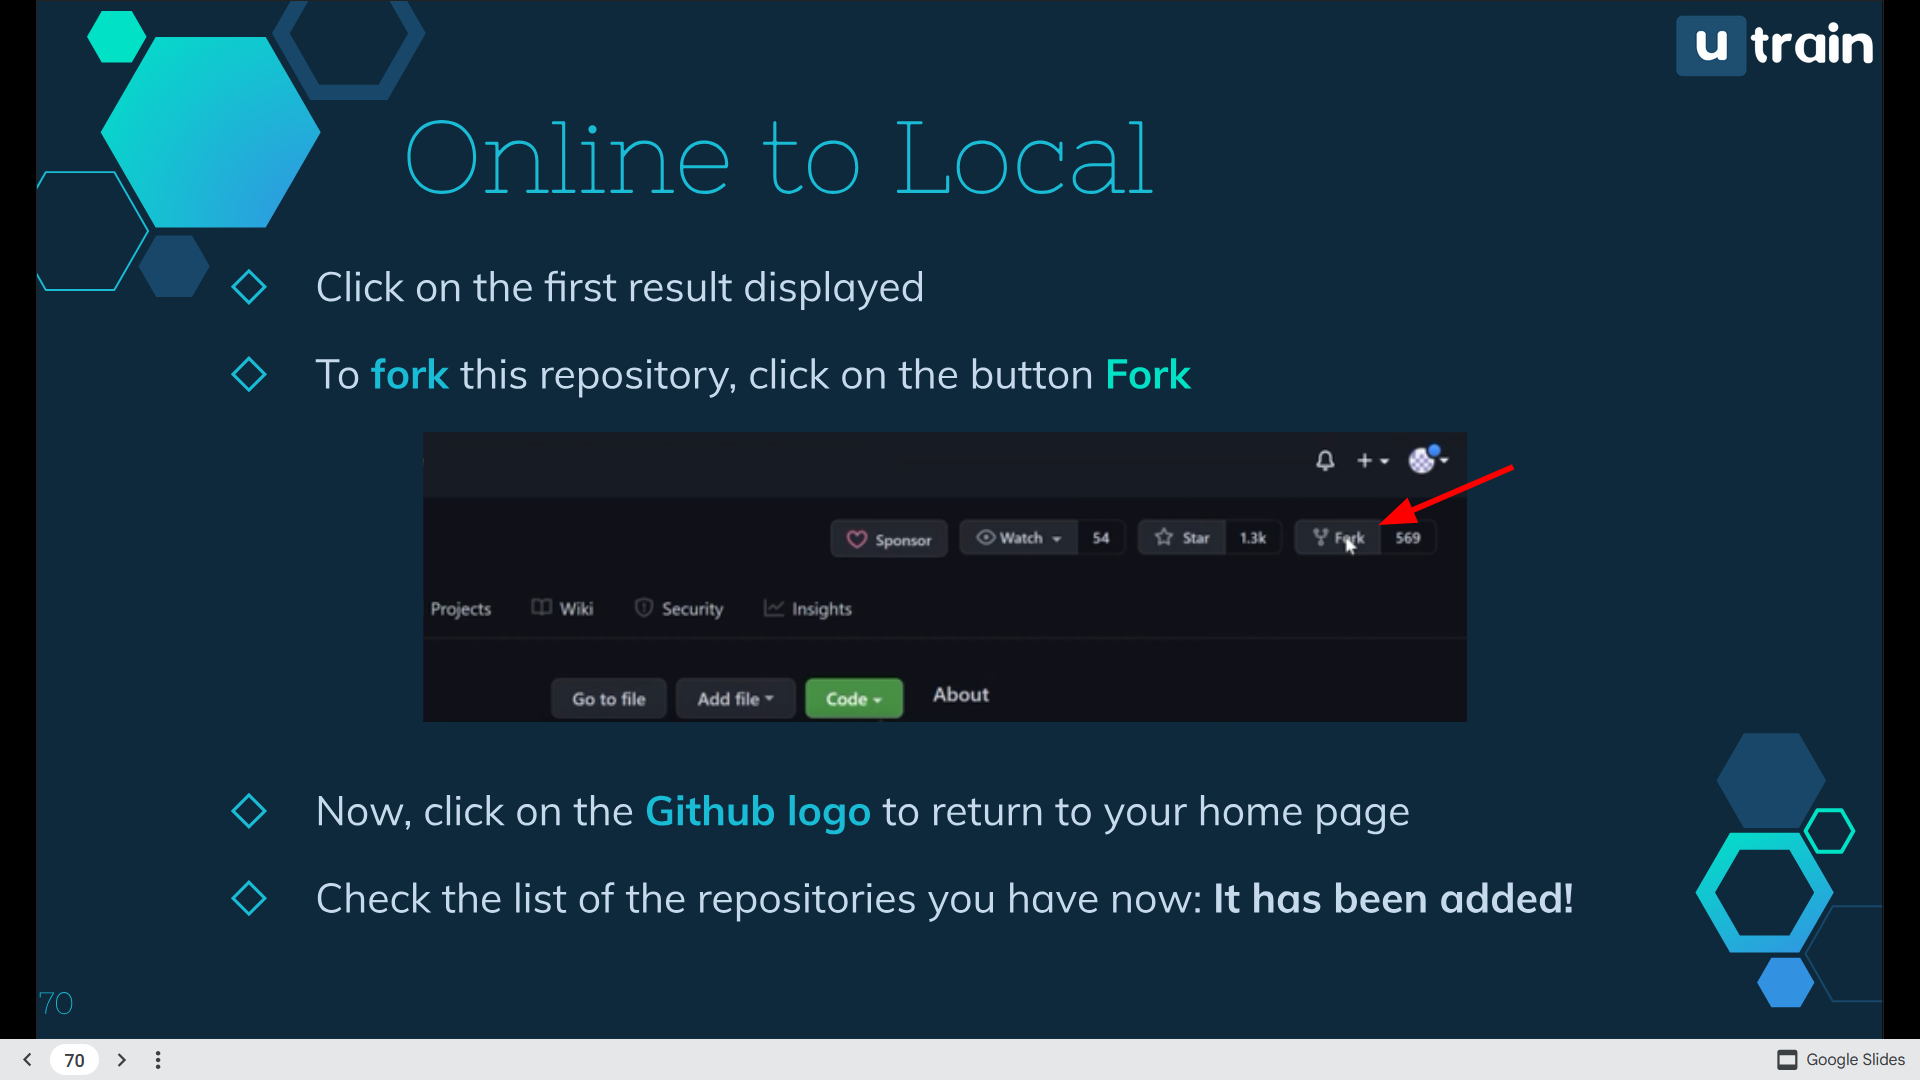 u train
Online to Local
Click on the first result displayed
To fork this repository, click on the button Fork
Sponsor Watch 54 Star 1.3k Fork 569
Projects Wiki Security Insights
Go to file Add file Code About
Now, click on the Github logo to return to your home page
Check the list of the repositories you have now: It has been added!
70
70 Google Slides